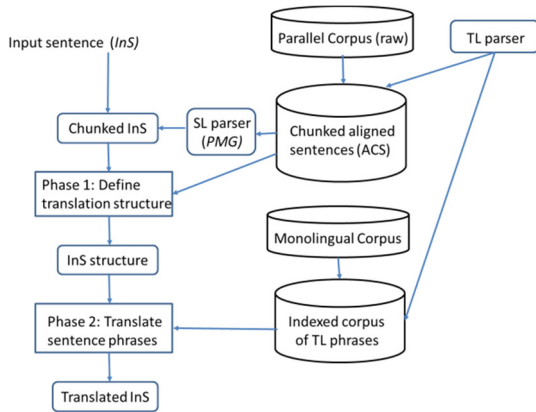 Input sentence (InS)
Parallel Corpus (raw)
TL parser
Chunked InS
SL parser
(PMG)
Chunked aligned
sentences (ACS)
Phase 1: Define
translation structure
Monolingual Corpus
InS structure
Phase 2: Translate
sentence phrases
Indexed corpus
of TL phrases
Translated InS